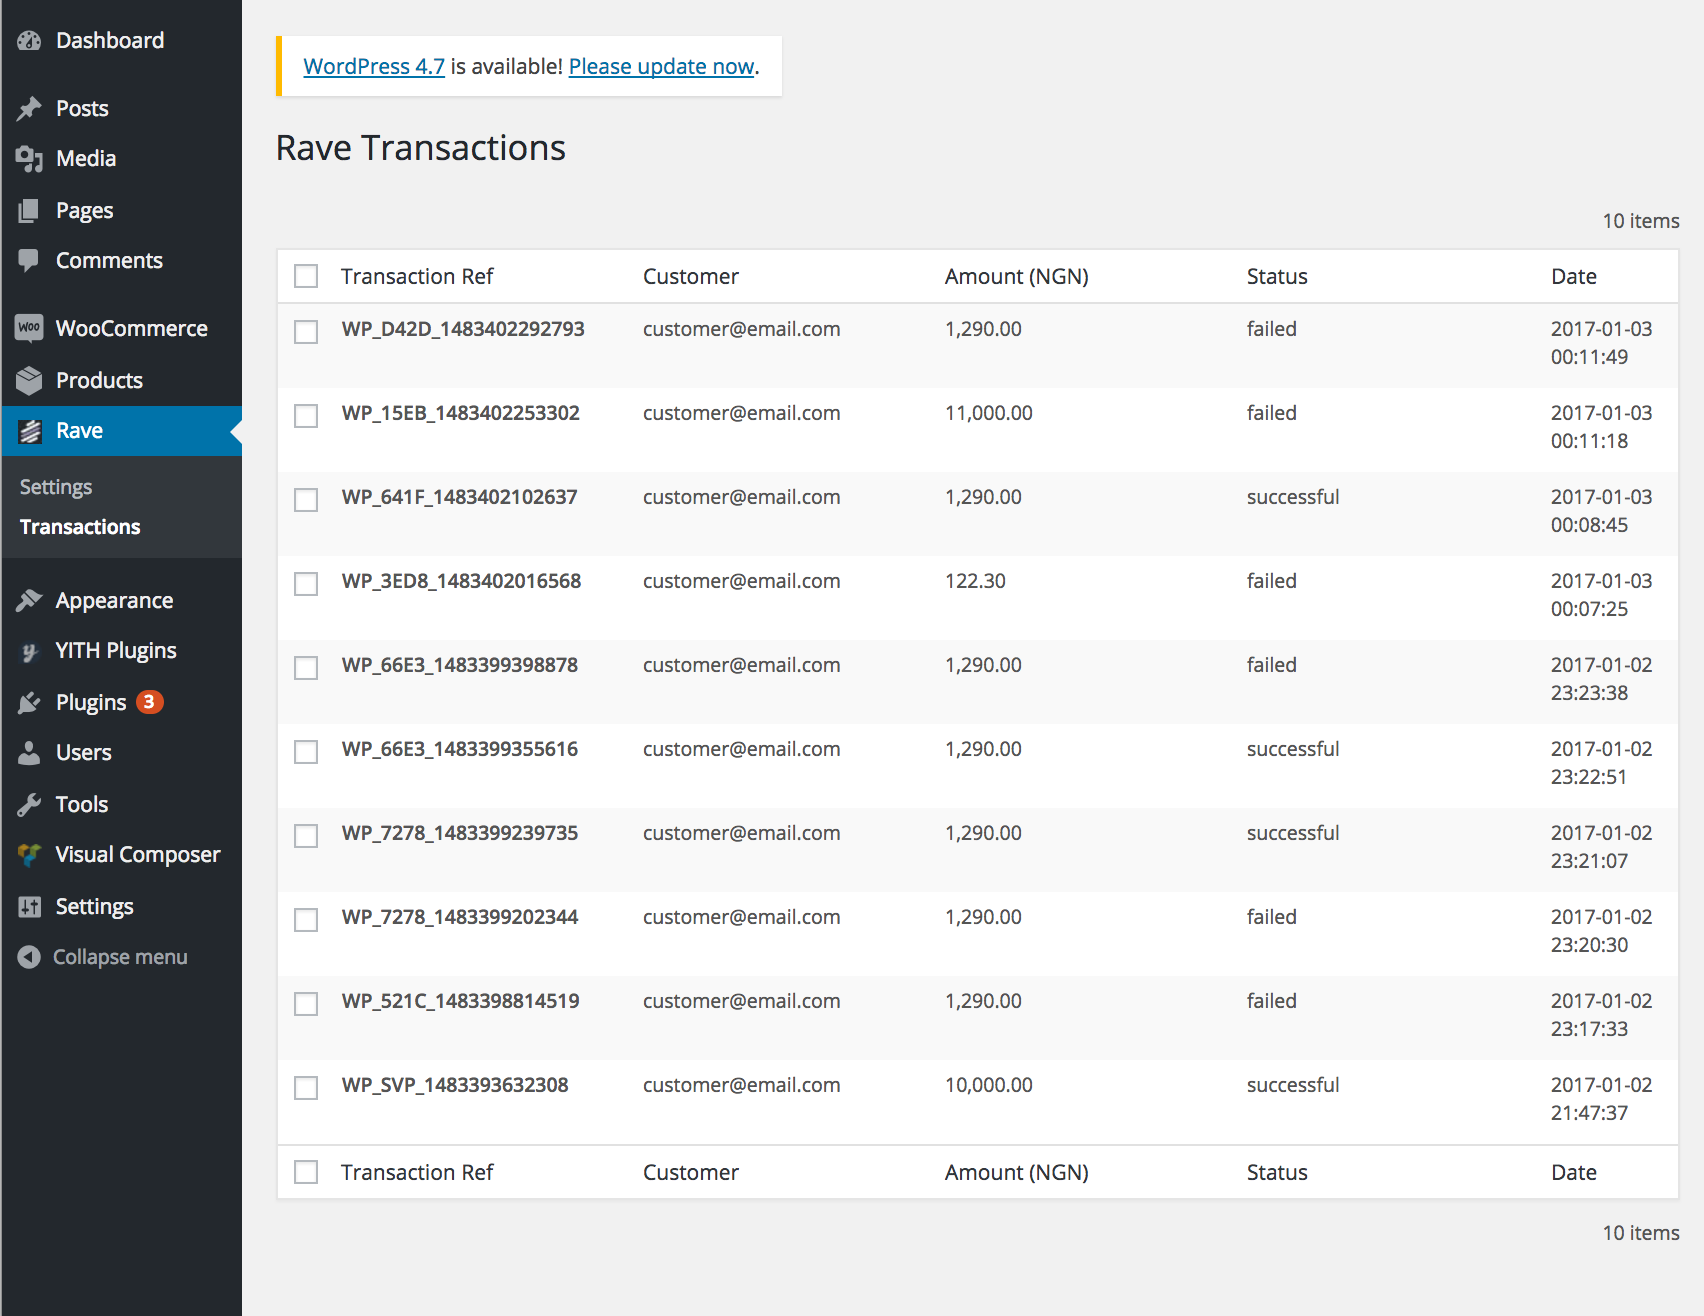 Dashboard
Posts
Media
Pages
Comments
WOO WooCommerce
Products
Rave
Settings
Transactions
Appearance
y YITH Plugins
Plugins 3
Users
Tools
Visual Composer
Settings
Collapse menu
WordPress 4.7 is available! Please update now.
Rave Transactions
10 items
Transaction Ref Customer Amount (NGN) Status Date
WP_D42D_1483402292793 customer@email.com 1,290.00 failed 2017-01-03
00:11:49
WP_15EB_1483402253302 customer@email.com 11,000.00 failed 2017-01-03
00:11:18
WP_641F_1483402102637 customer@email.com 1,290.00 successful 2017-01-03
00:08:45
WP_3ED8_1483402016568 customer@email.com 122.30 failed 2017-01-03
00:07:25
WP_66E3_1483399398878 customer@email.com 1,290.00 failed 2017-01-02
23:23:38
WP_66E3_1483399355616 customer@email.com 1,290.00 successful 2017-01-02
23:22:51
WP_7278_1483399239735 customer@email.com 1,290.00 successful 2017-01-02
23:21:07
WP_7278_1483399202344 customer@email.com 1,290.00 failed 2017-01-02
23:20:30
WP_521C_1483398814519 customer@email.com 1,290.00 failed 2017-01-02
23:17:33
WP_SVP_1483393632308 customer@email.com 10,000.00 successful 2017-01-02
21:47:37
Transaction Ref Customer Amount (NGN) Status Date
10 items